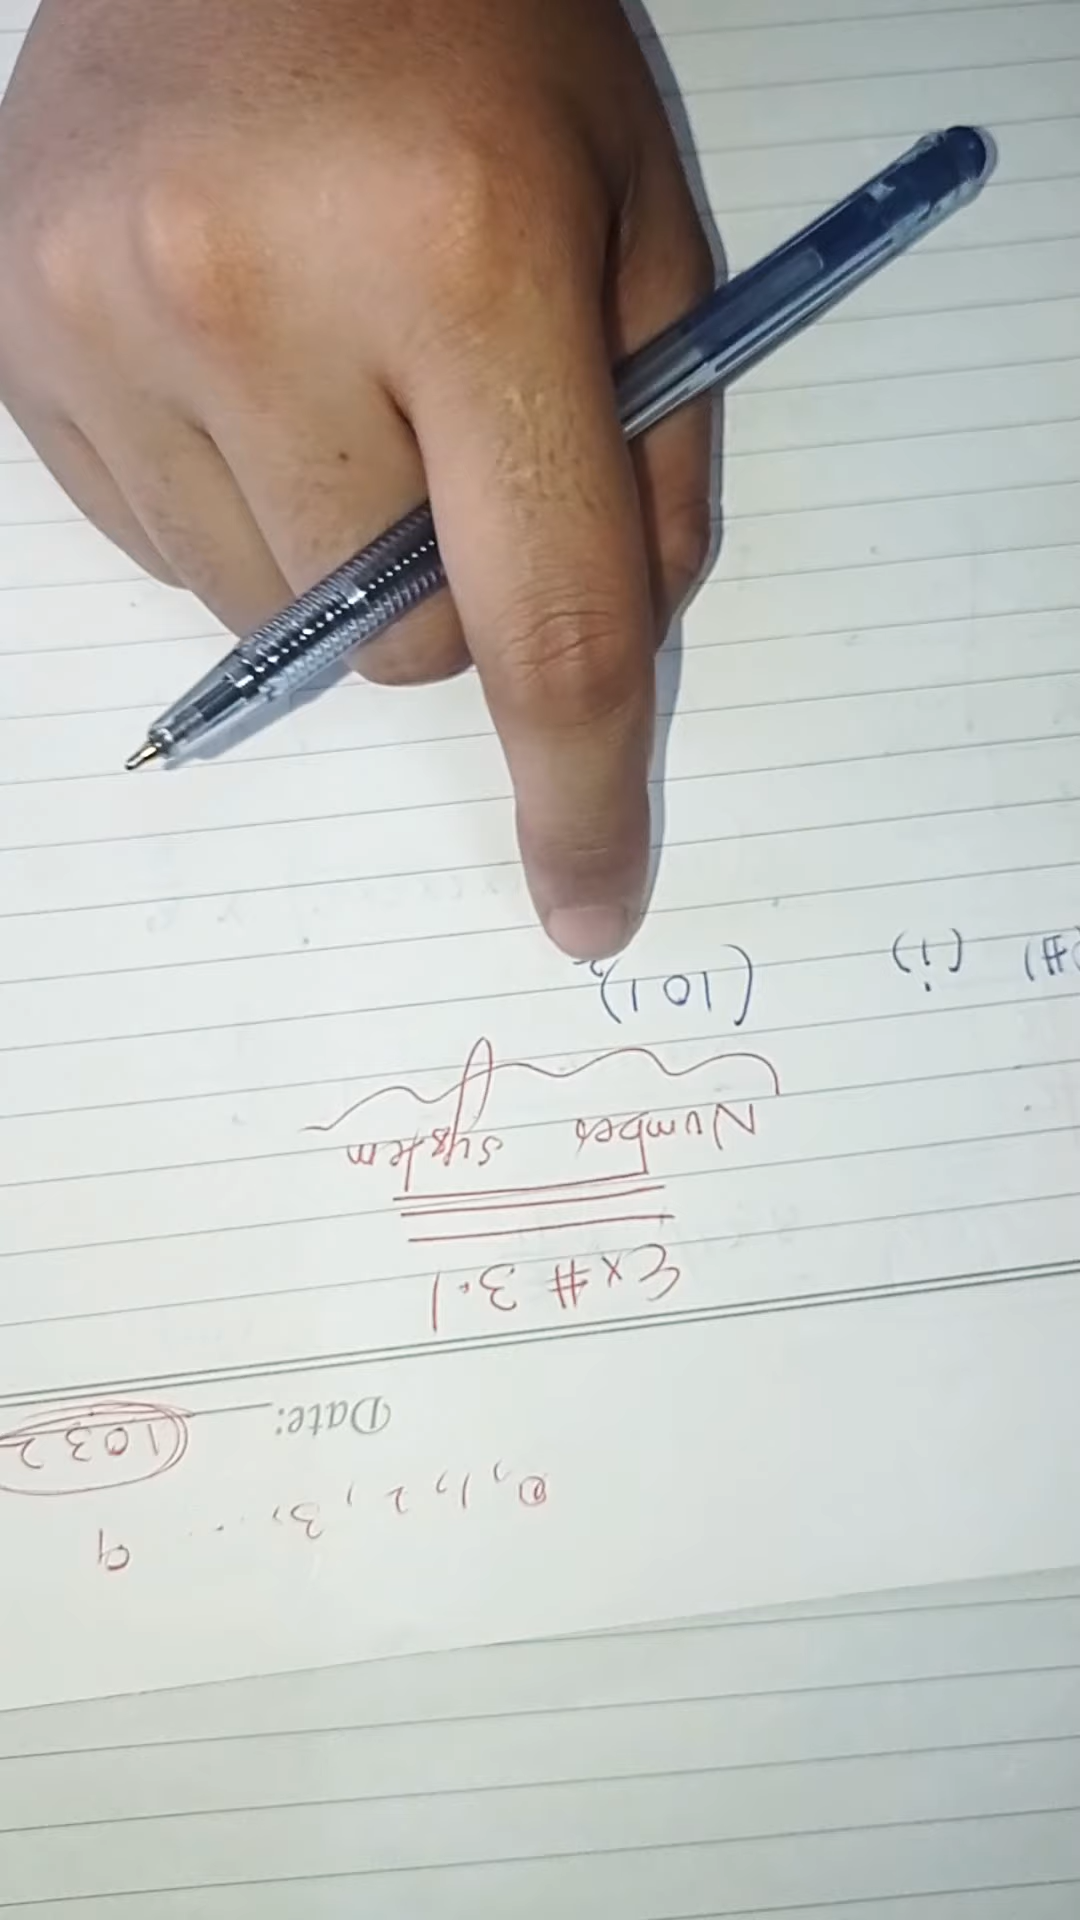 0, 1, 2, 3, .... 9
Date: 1032
Ex # 3.1
Number system
#) (i) (101)2